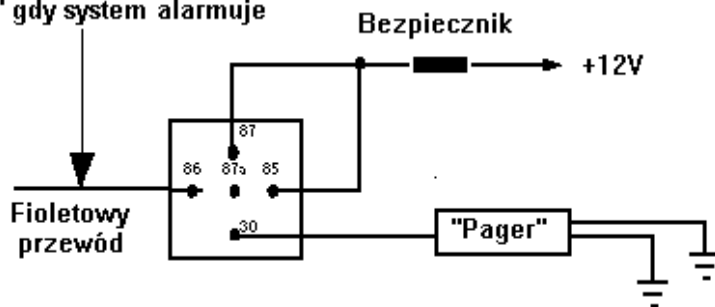 gdy system alarmuje
Bezpiecznik
+12V
87
86 87a 85
Fioletowy
przewód
30
"Pager"